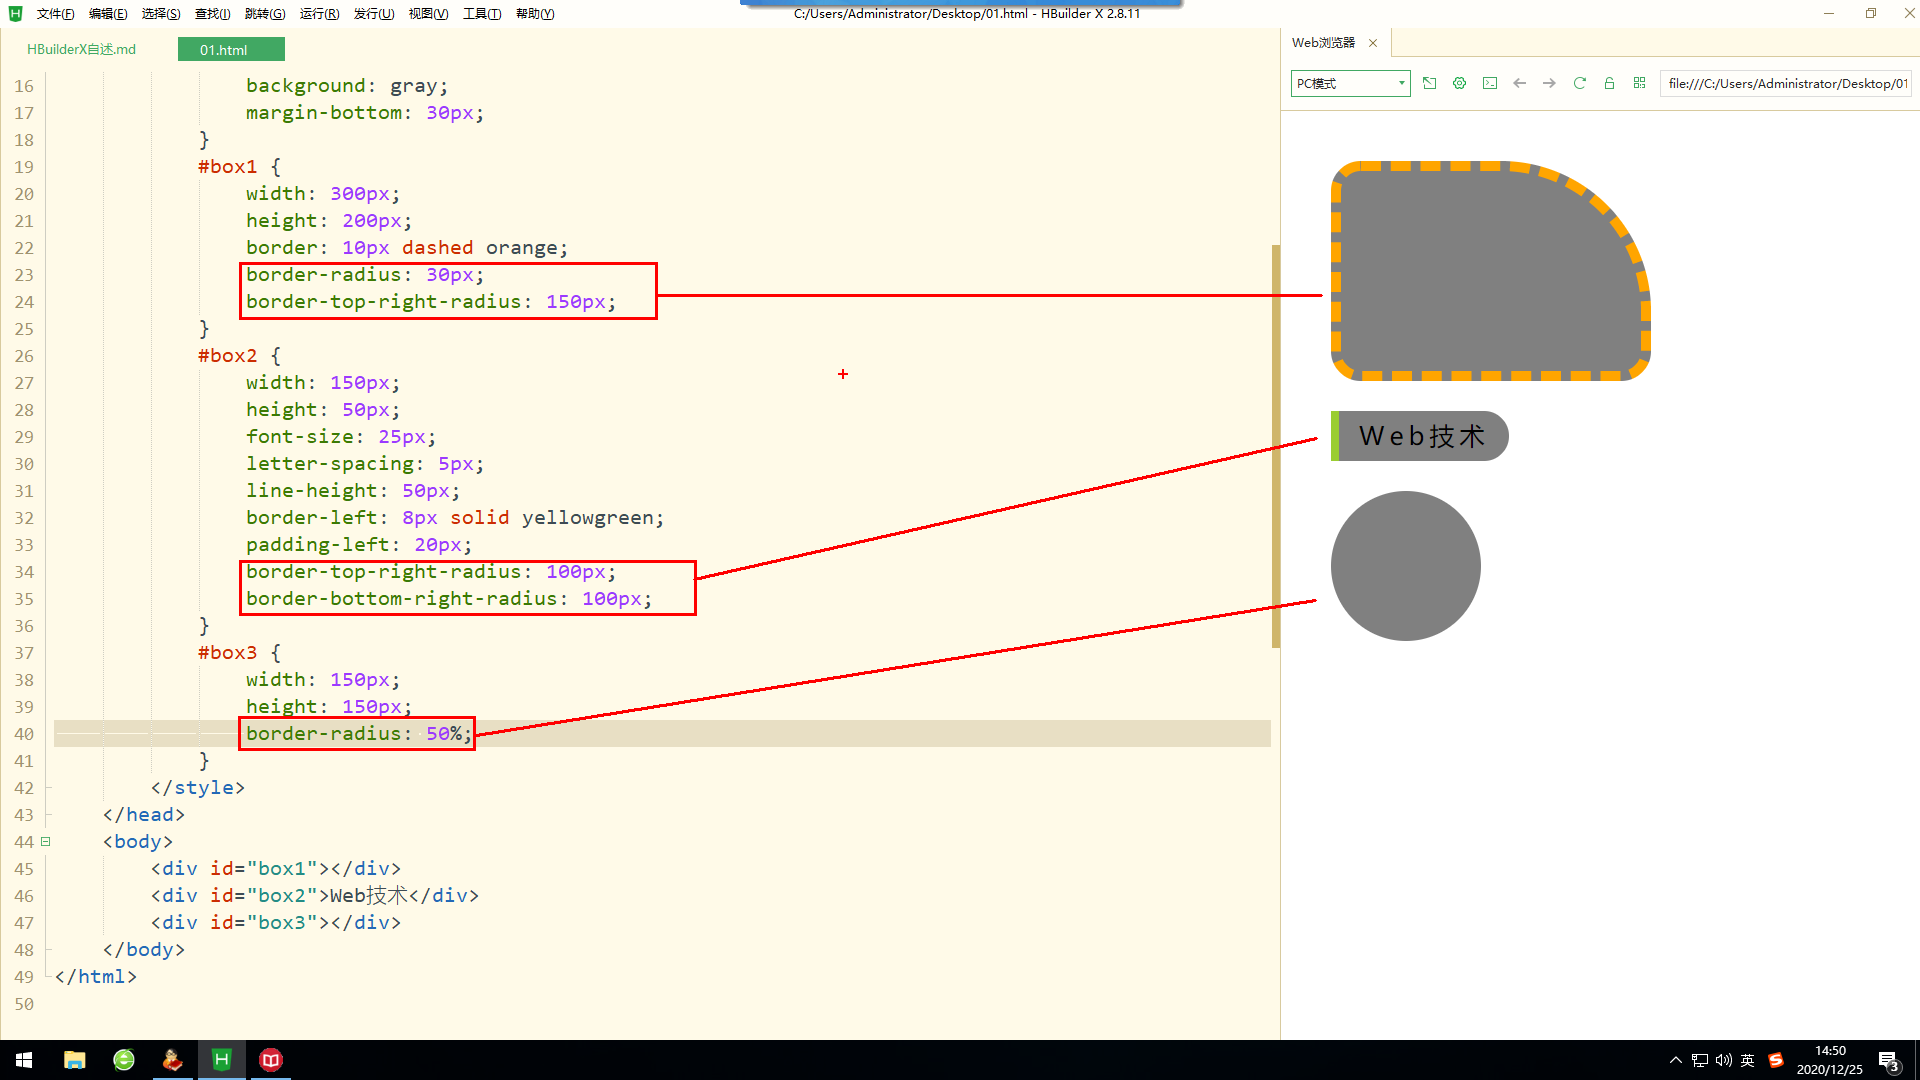 文件(F) 编辑(E) 选择(S) 查找(I) 跳转(G) 运行(R) 发行(U) 视图(V) 工具(T) 帮助(Y)
C:/Users/Administrator/Desktop/01.html - HBuilder X 2.8.11
HBuilderX自述.md
01.html
16 background: gray;
17 margin-bottom: 30px;
18 }
19 #box1 {
20 width: 300px;
21 height: 200px;
22 border: 10px dashed orange;
23 border-radius: 30px;
24 border-top-right-radius: 150px;
25 }
26 #box2 {
27 width: 150px;
28 height: 50px;
29 font-size: 25px;
30 letter-spacing: 5px;
31 line-height: 50px;
32 border-left: 8px solid yellowgreen;
33 padding-left: 20px;
34 border-top-right-radius: 100px;
35 border-bottom-right-radius: 100px;
36 }
37 #box3 {
38 width: 150px;
39 height: 150px;
40 border-radius: 50%;
41 }
42 </style>
43 </head>
44 <body>
45 <div id="box1"></div>
46 <div id="box2">Web技术</div>
47 <div id="box3"></div>
48 </body>
49 </html>
50
Web浏览器
PC模式
file:///C:/Users/Administrator/Desktop/01
Web技术
英
14:50
2020/12/25
3